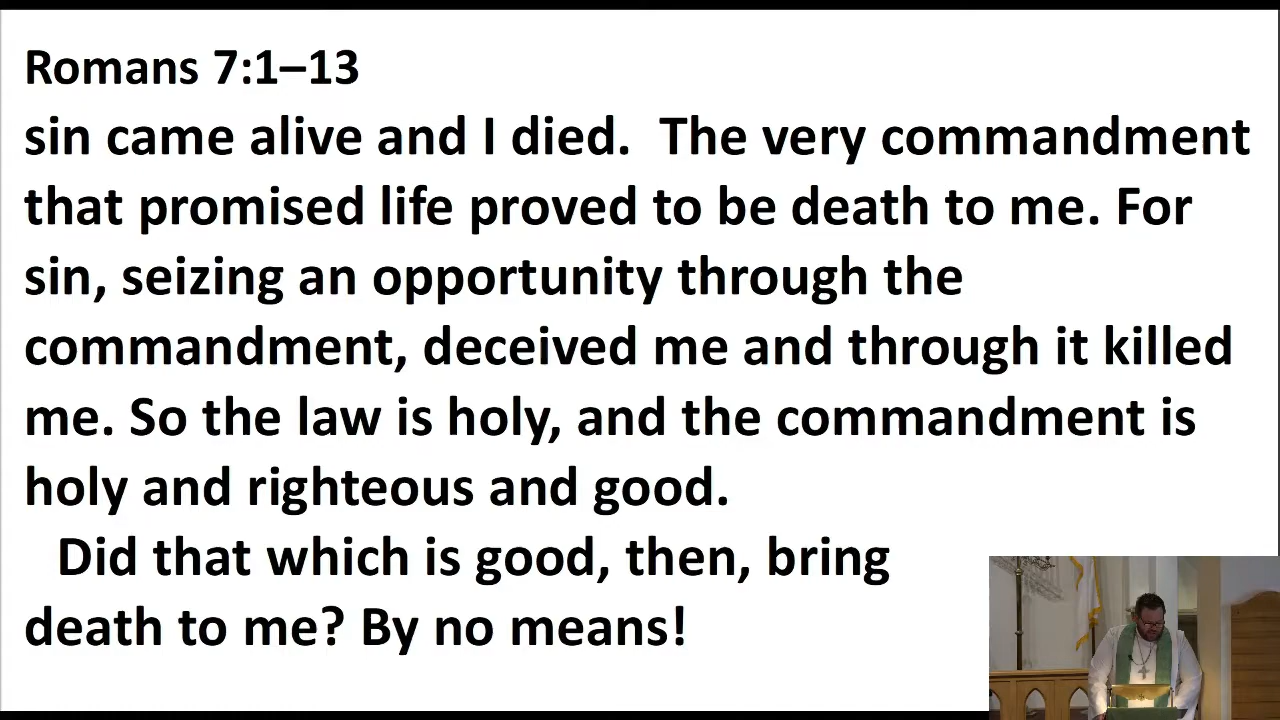 Romans 7:1–13
sin came alive and I died.  The very commandment
that promised life proved to be death to me. For
sin, seizing an opportunity through the
commandment, deceived me and through it killed
me. So the law is holy, and the commandment is
holy and righteous and good.
Did that which is good, then, bring
death to me? By no means!